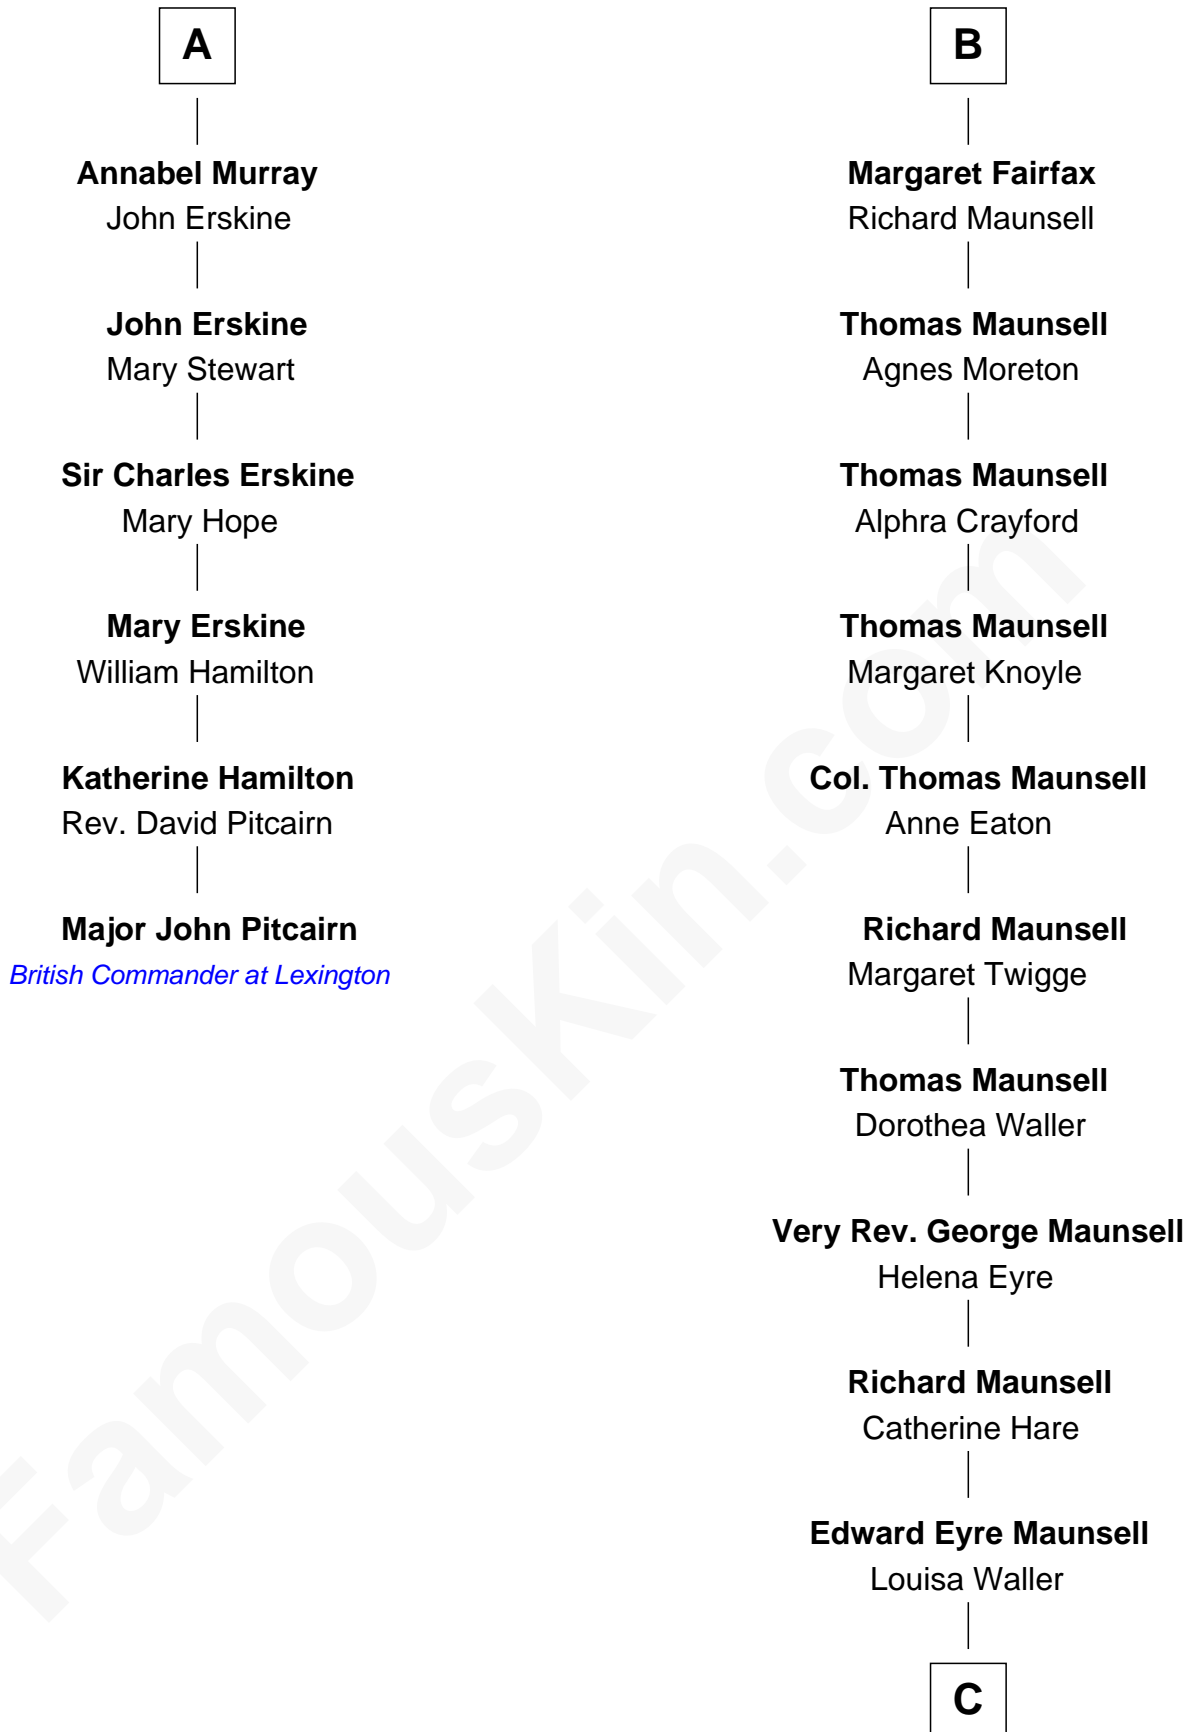 A
Annabel Murray
John Erskine
John Erskine
Mary Stewart
Sir Charles Erskine
Mary Hope
Mary Erskine
William Hamilton
Katherine Hamilton
Rev. David Pitcairn
Major John Pitcairn
British Commander at Lexington
B
Margaret Fairfax
Richard Maunsell
Thomas Maunsell
Agnes Moreton
Thomas Maunsell
Alphra Crayford
Thomas Maunsell
Margaret Knoyle
Col. Thomas Maunsell
Anne Eaton
Richard Maunsell
Margaret Twigge
Thomas Maunsell
Dorothea Waller
Very Rev. George Maunsell
Helena Eyre
Richard Maunsell
Catherine Hare
Edward Eyre Maunsell
Louisa Waller
C
FamousKin.com